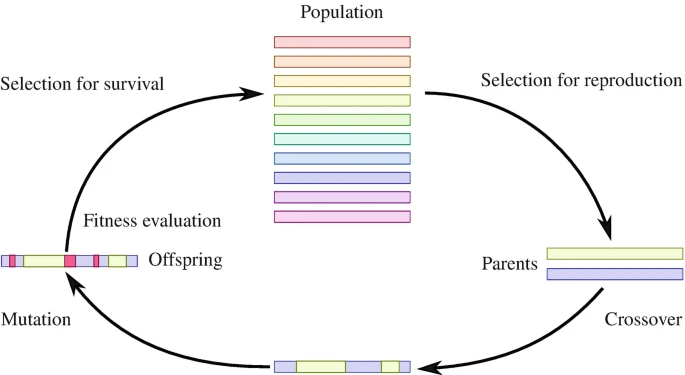 Population
Selection for survival
Selection for reproduction
Fitness evaluation
Offspring
Parents
Mutation
Crossover